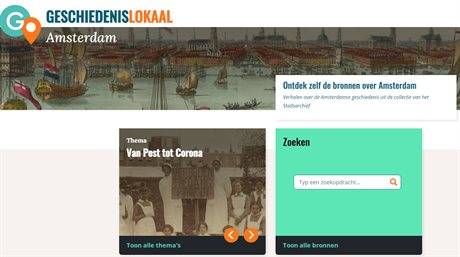 G
GESCHIEDENISLOKAAL
Amsterdam
Ontdek zelf de bronnen over Amsterdam
Verhalen over de Amsterdamse geschiedenis uit de collectie van het
Stadsarchief
Thema
Van Pest tot Corona
Toon alle thema's
Zoeken
Typ een zoekopdracht...
Toon alle bronnen